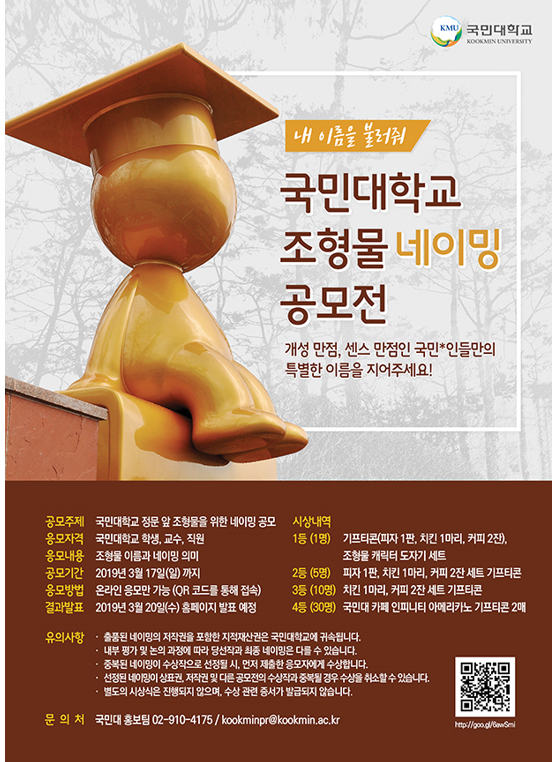 KMU 국민대학교
KOOKMIN UNIVERSITY
내 이름을 불러줘
국민대학교
조형물 네이밍
공모전
개성 만점, 센스 만점인 국민*인들만의
특별한 이름을 지어주세요!
공모주제 국민대학교 정문 앞 조형물을 위한 네이밍 공모
응모자격 국민대학교 학생, 교수, 직원
응모내용 조형물 이름과 네이밍 의미
공모기간 2019년 3월 17일(일) 까지
응모방법 온라인 응모만 가능 (QR 코드를 통해 접속)
결과발표 2019년 3월 20일(수) 홈페이지 발표 예정
시상내역
1등 (1명) 기프티콘(피자 1판, 치킨 1마리, 커피 2잔),
조형물 캐릭터 도자기 세트
2등 (5명) 피자 1판, 치킨 1마리, 커피 2잔 세트 기프티콘
3등 (10명) 치킨 1마리, 커피 2잔 세트 기프티콘
4등 (30명) 국민대 카페 인피니티 아메리카노 기프티콘 2매
유의사항 · 출품된 네이밍의 저작권을 포함한 지적재산권은 국민대학교에 귀속됩니다.
· 내부 평가 및 논의 과정에 따라 당선작과 최종 네이밍은 다를 수 있습니다.
· 중복된 네이밍이 수상작으로 선정될 시, 먼저 제출한 응모자에게 수상합니다.
· 선정된 네이밍이 상표권, 저작권 및 다른 공모전의 수상작과 중복될 경우 수상을 취소할 수 있습니다.
· 별도의 시상식은 진행되지 않으며, 수상 관련 증서가 발급되지 않습니다.
문 의 처 국민대 홍보팀 02-910-4175 / kookminpr@kookmin.ac.kr
http://goo.gl/6awSmi